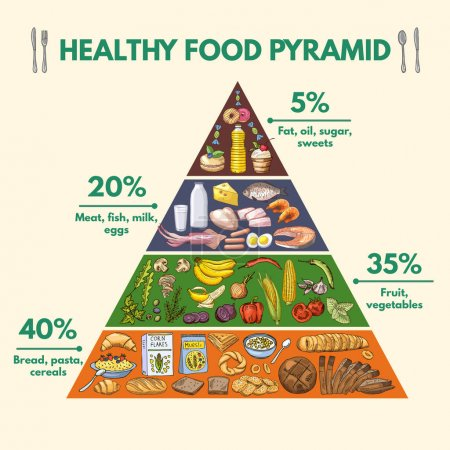 HEALTHY FOOD PYRAMID
5%
Fat, oil, sugar,
sweets
20%
Meat, fish, milk,
eggs
35%
Fruit,
vegetables
40%
Bread, pasta,
cereals
CORN
FLAKES
MUESLI